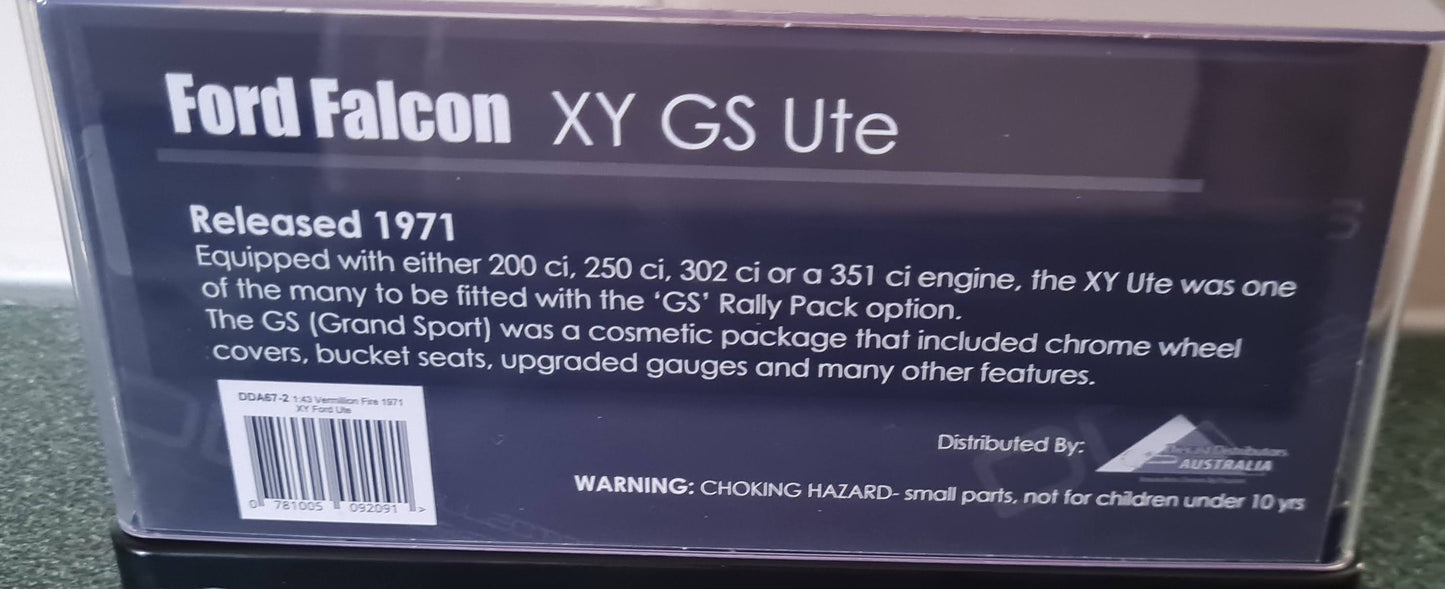 Ford Falcon XY GS Ute
Released 1971
Equipped with either 200 ci, 250 ci, 302 ci or a 351 ci engine, the XY Ute was one
of the many to be fitted with the ‘GS’ Rally Pack option.
The GS (Grand Sport) was a cosmetic package that included chrome wheel
covers, bucket seats, upgraded gauges and many other features.
DDA67-2 1:43 Vermillion Fire 1971
XY Ford Ute
0 781005 092091 >
Distributed By:
AUSTRALIA
WARNING: CHOKING HAZARD- small parts, not for children under 10 yrs